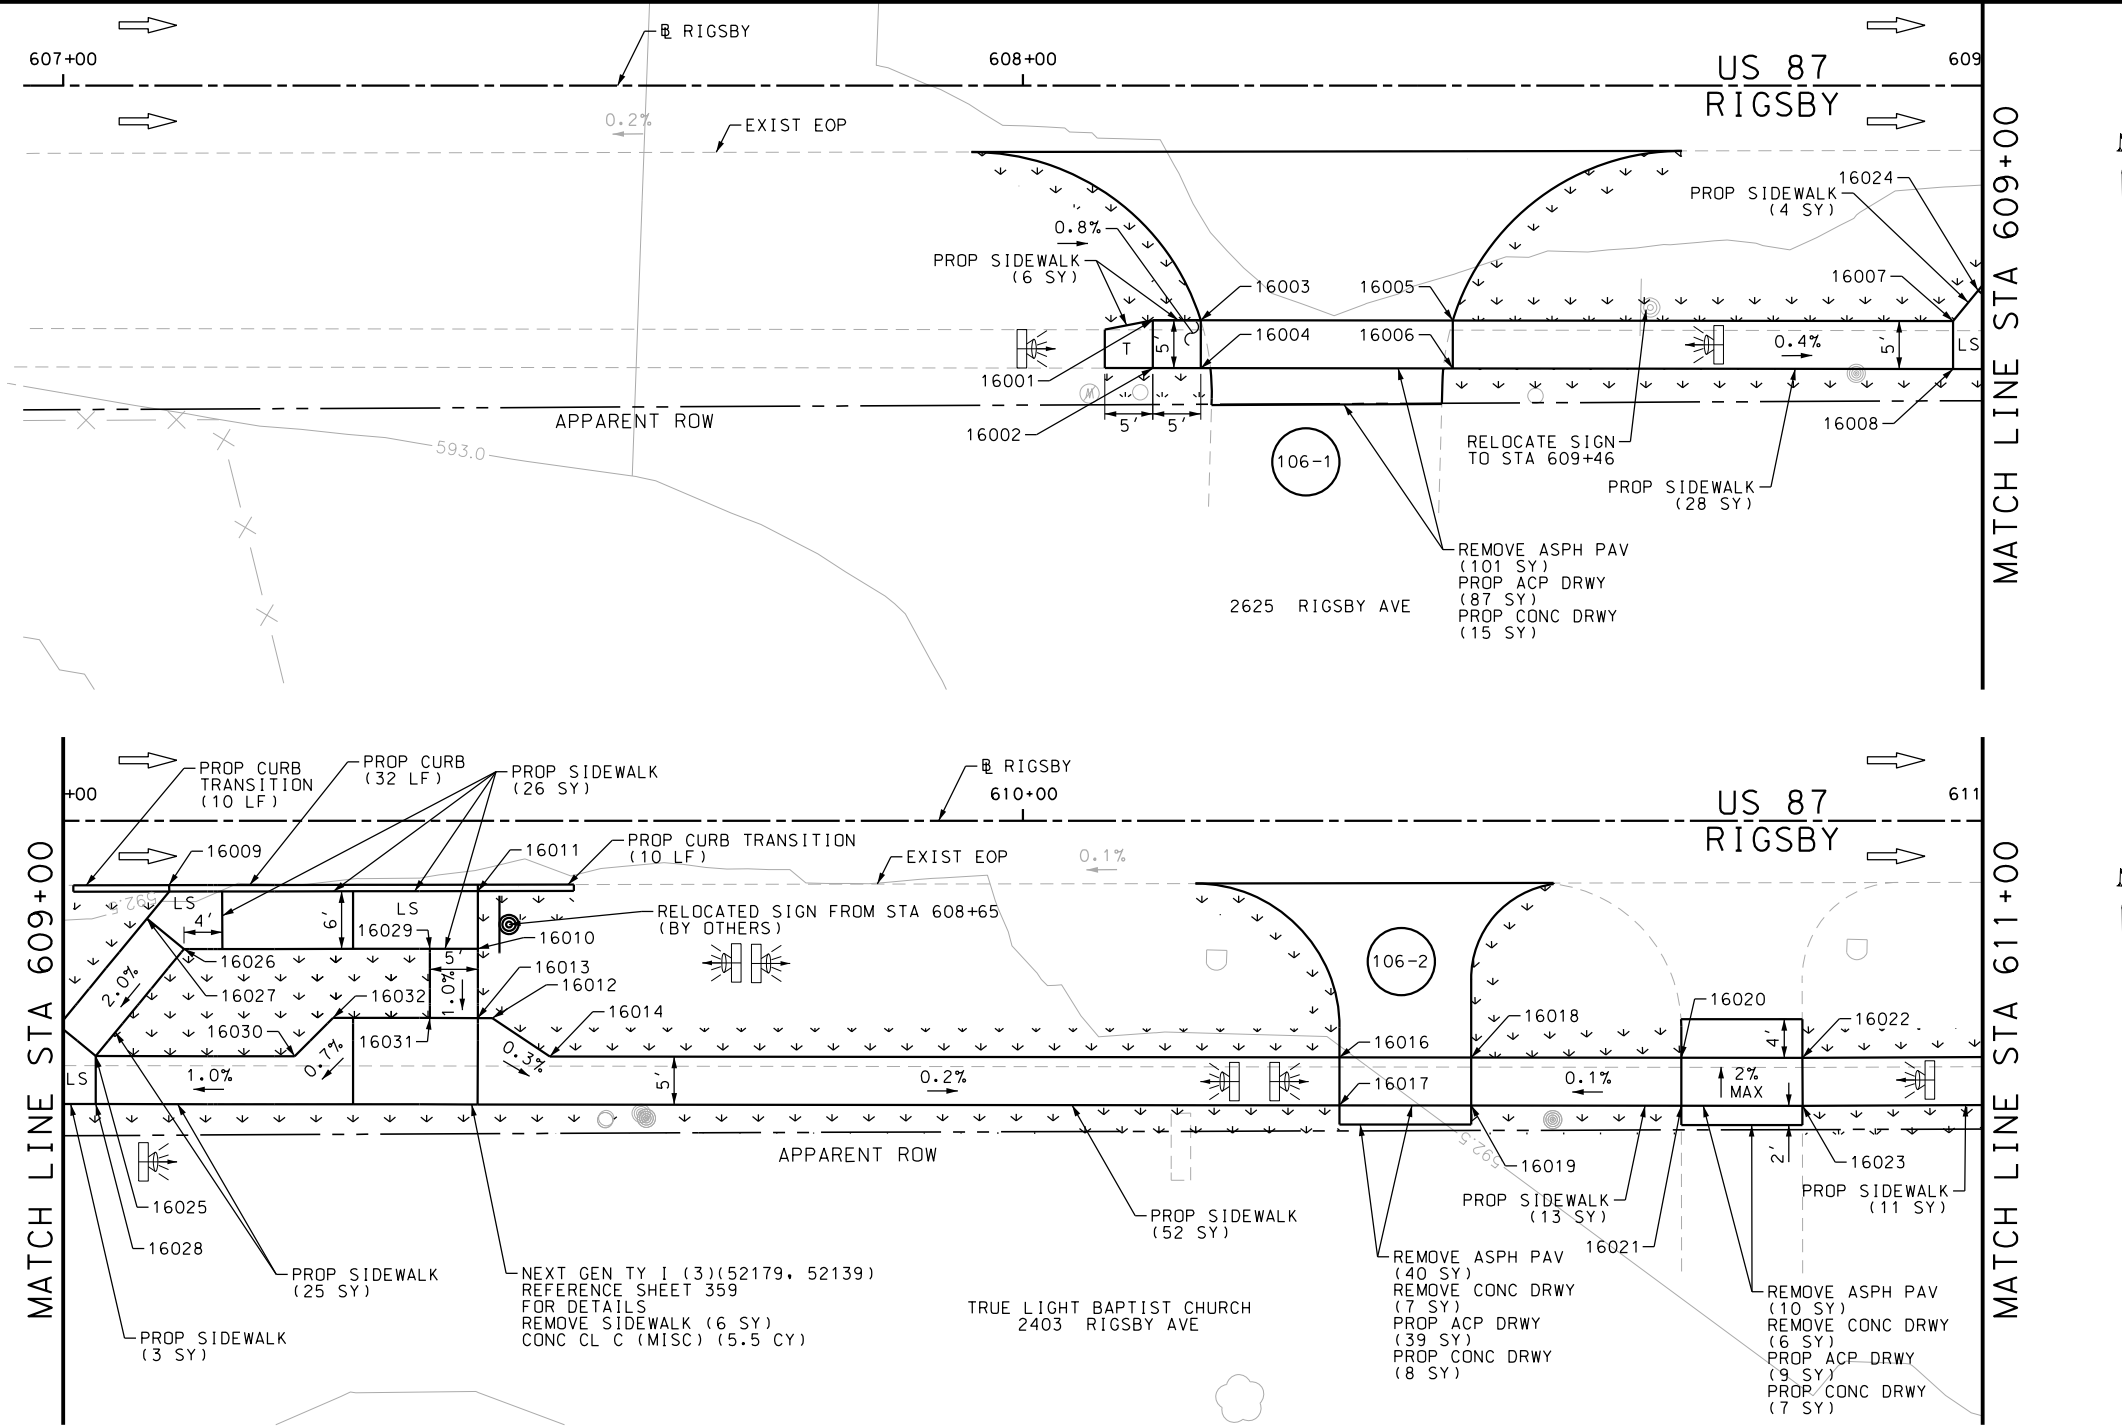 ℄ RIGSBY
607+00
608+00
609
US 87
RIGSBY
0.2%
EXIST EOP
16024
PROP SIDEWALK
(4 SY)
0.8%
PROP SIDEWALK
(6 SY)
16003
16005
16007
T
5'
16004
16006
0.4%
5'
LS
16001
16002
5'
5'
16008
APPARENT ROW
593.0
106-1
RELOCATE SIGN
TO STA 609+46
PROP SIDEWALK
(28 SY)
REMOVE ASPH PAV
(101 SY)
PROP ACP DRWY
(87 SY)
PROP CONC DRWY
(15 SY)
2625 RIGSBY AVE
MATCH LINE STA 609+00
MATCH LINE STA 609+00
PROP CURB
TRANSITION
(10 LF)
PROP CURB
(32 LF)
PROP SIDEWALK
(26 SY)
℄ RIGSBY
+00
610+00
611
US 87
RIGSBY
16009
16011
PROP CURB TRANSITION
(10 LF)
EXIST EOP
0.1%
592.5
LS
4'
6'
LS
16029
RELOCATED SIGN FROM STA 608+65
(BY OTHERS)
16010
5'
16026
16013
16012
106-2
2.0%
16027
16032
1.0%
16014
16030
16031
0.7%
0.3%
16016
16018
16020
16022
4'
LS
1.0%
5'
0.2%
16017
0.1%
2%
MAX
APPARENT ROW
592.5
16019
2'
16023
16025
16028
PROP SIDEWALK
(52 SY)
PROP SIDEWALK
(13 SY)
16021
PROP SIDEWALK
(11 SY)
PROP SIDEWALK
(25 SY)
PROP SIDEWALK
(3 SY)
NEXT GEN TY I (3)(52179, 52139)
REFERENCE SHEET 359
FOR DETAILS
REMOVE SIDEWALK (6 SY)
CONC CL C (MISC) (5.5 CY)
TRUE LIGHT BAPTIST CHURCH
2403 RIGSBY AVE
REMOVE ASPH PAV
(40 SY)
REMOVE CONC DRWY
(7 SY)
PROP ACP DRWY
(39 SY)
PROP CONC DRWY
(8 SY)
REMOVE ASPH PAV
(10 SY)
REMOVE CONC DRWY
(6 SY)
PROP ACP DRWY
(9 SY)
PROP CONC DRWY
(7 SY)
MATCH LINE STA 611+00